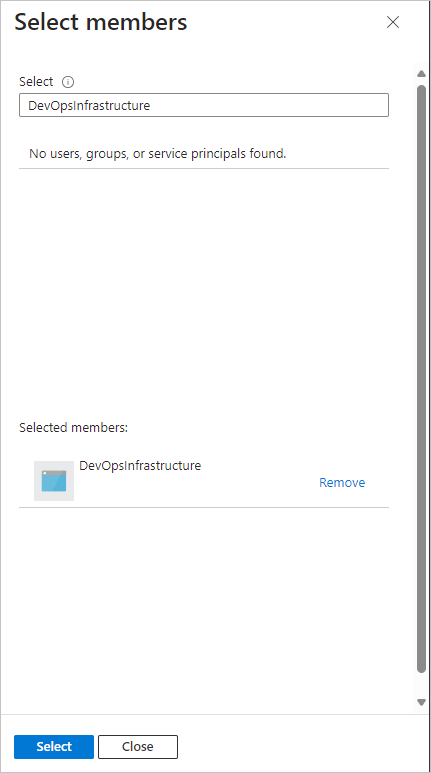 Select members
Select
DevOpsInfrastructure
No users, groups, or service principals found.
Selected members:
DevOpsInfrastructure
Remove
Select
Close